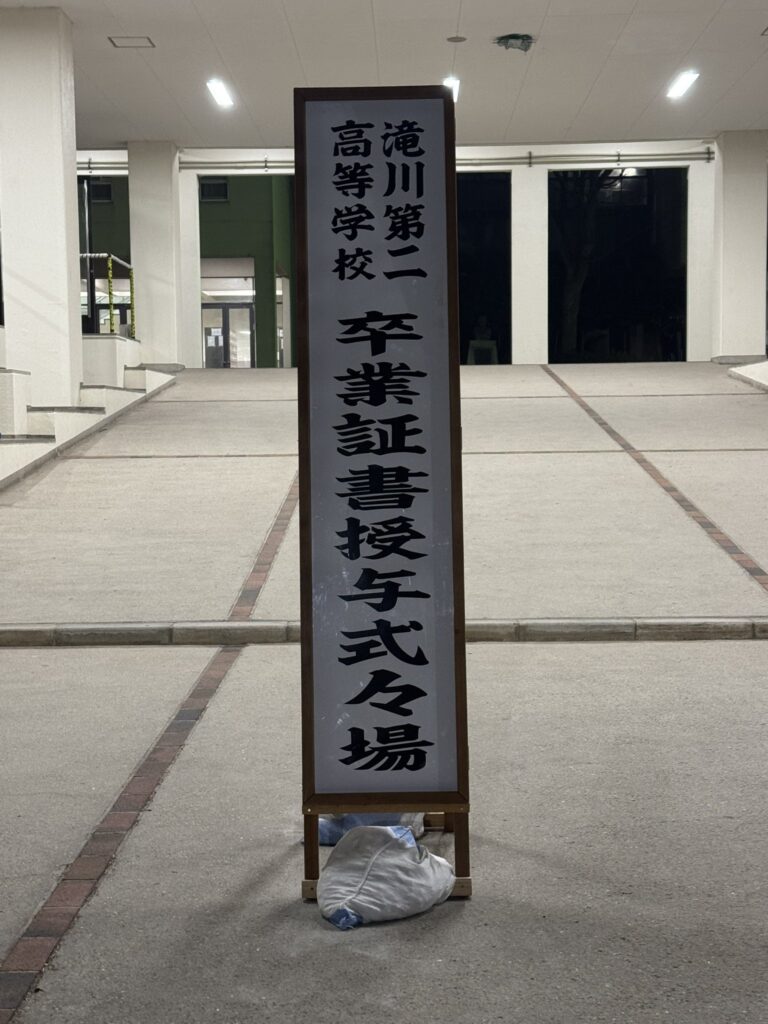 滝川第二
高等学校
卒業証書授与式々場